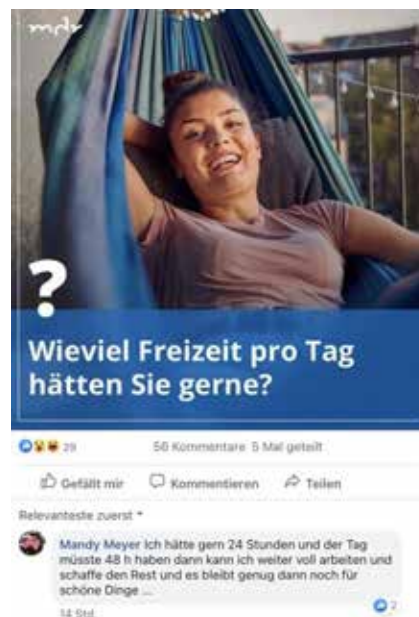 mdr
?
Wieviel Freizeit pro Tag
hätten Sie gerne?
29 56 Kommentare 5 Mal geteilt
Gefällt mir Kommentieren Teilen
Relevanteste zuerst
Mandy Meyer Ich hätte gern 24 Stunden und der Tag
müsste 48 h haben dann kann ich weiter voll arbeiten und
schaffe den Rest und es bleibt genug dann noch für
schöne Dinge ...
14 Std. 2